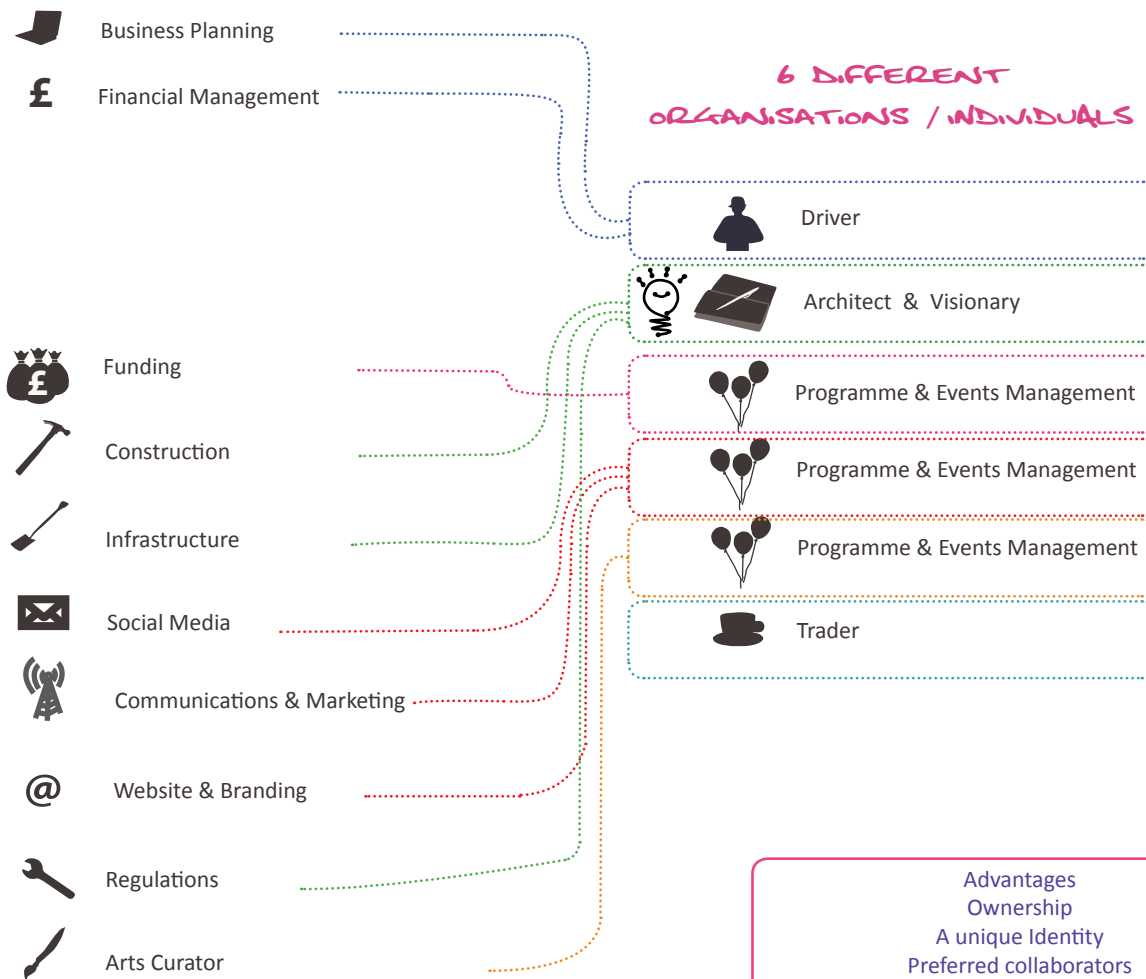 Business Planning
£
Financial Management
6 DIFFERENT
ORGANISATIONS / INDIVIDUALS
Driver
Architect & Visionary
£
Funding
Programme & Events Management
Construction
Programme & Events Management
Infrastructure
Programme & Events Management
Social Media
Trader
Communications & Marketing
@
Website & Branding
Regulations
Arts Curator
Advantages
Ownership
A unique Identity
Preferred collaborators